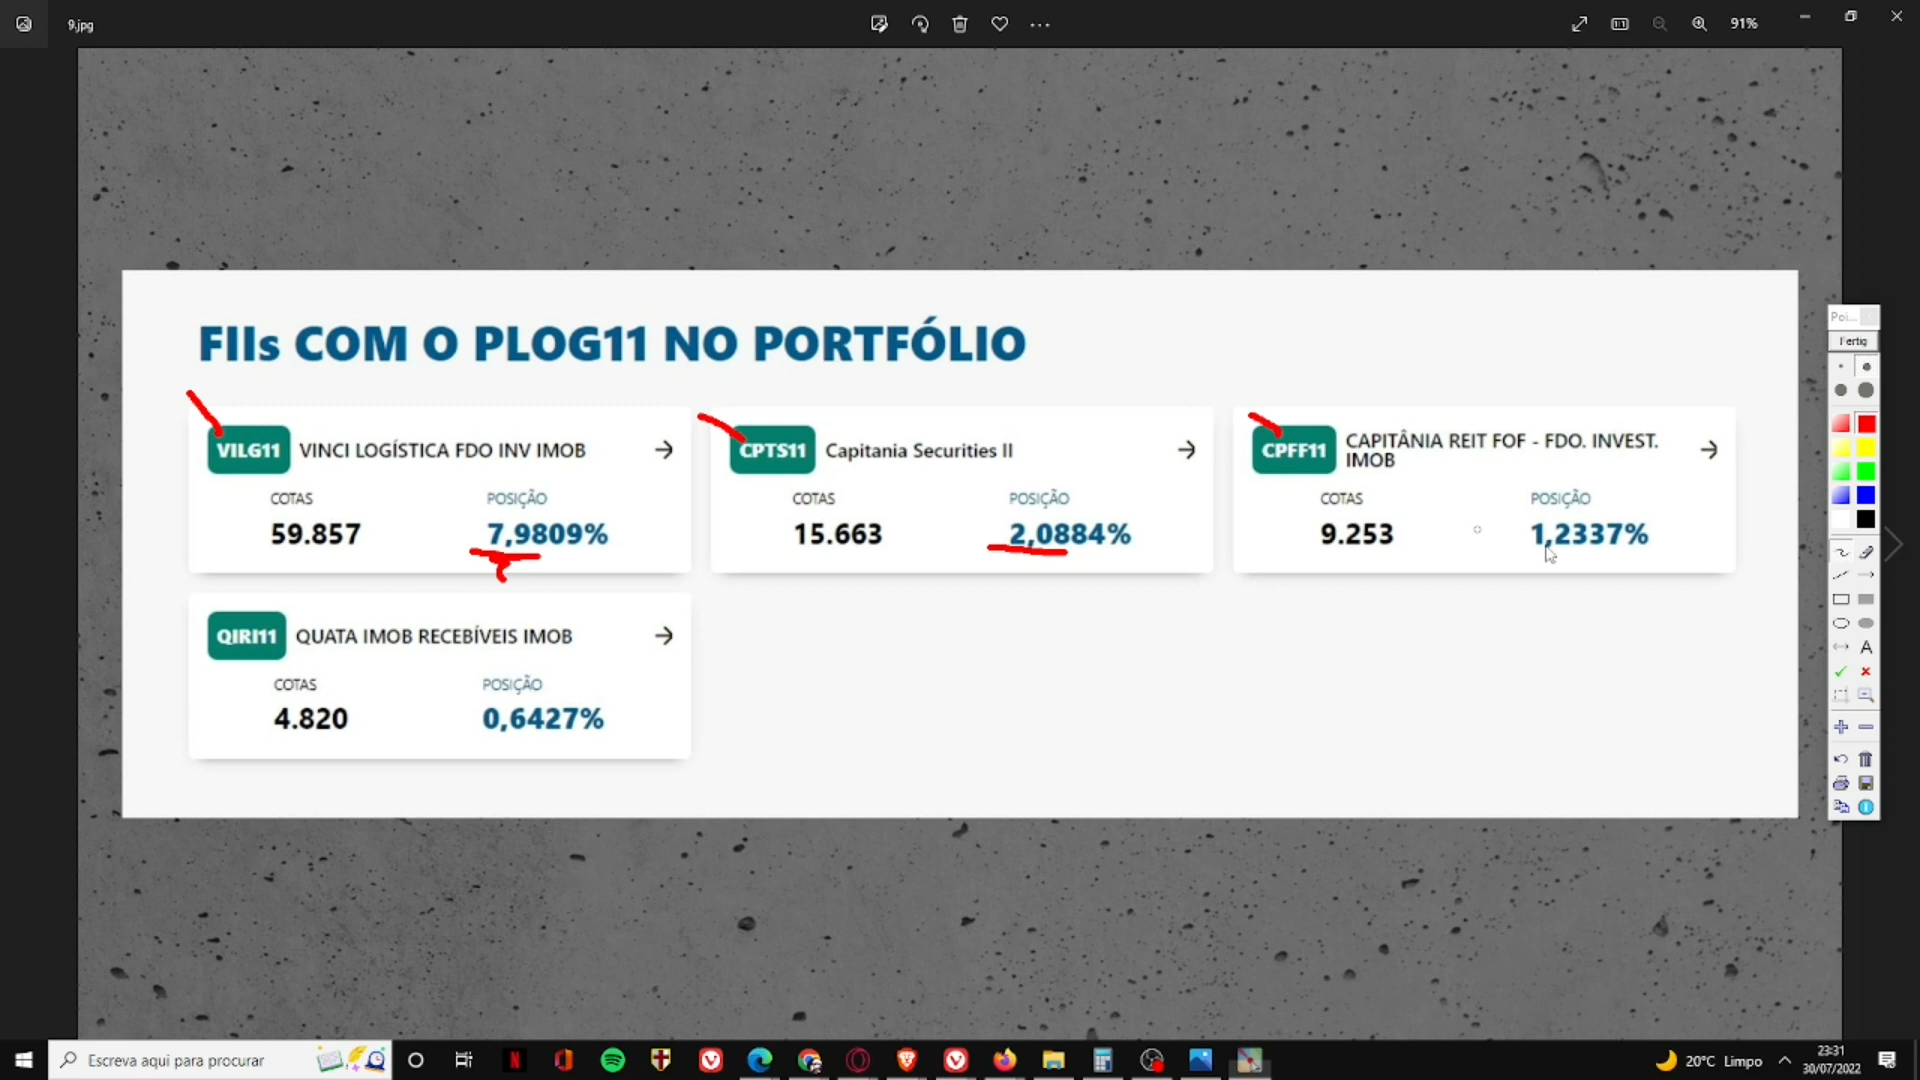 9.jpg
91%
FIIs COM O PLOG11 NO PORTFÓLIO
VILG11 VINCI LOGÍSTICA FDO INV IMOB
COTAS POSIÇÃO
59.857 7,9809%
CPTS11 Capitania Securities II
COTAS POSIÇÃO
15.663 2,0884%
CPFF11 CAPITÂNIA REIT FOF - FDO. INVEST.
IMOB
COTAS POSIÇÃO
9.253 1,2337%
QIRI11 QUATA IMOB RECEBÍVEIS IMOB
COTAS POSIÇÃO
4.820 0,6427%
Poi...
Fertig
A
Escreva aqui para procurar
20°C Limpo
23:31
30/07/2022